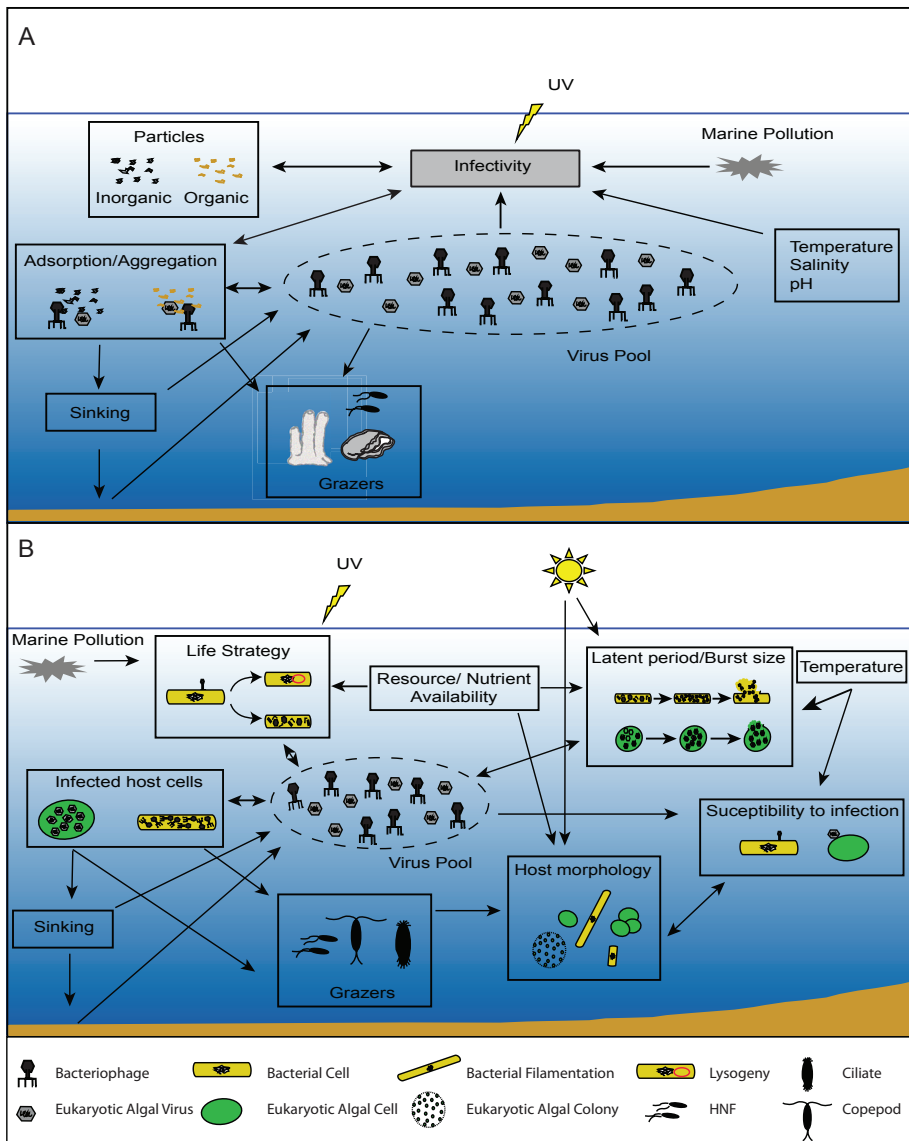 A
UV
Particles
Inorganic
Organic
Infectivity
Marine Pollution
Adsorption/Aggregation
Temperature
Salinity
pH
Virus Pool
Sinking
Grazers
B
UV
Marine Pollution
Life Strategy
Resource/ Nutrient
Availability
Latent period/Burst size
Temperature
Infected host cells
Virus Pool
Suceptibility to infection
Host morphology
Sinking
Grazers
Bacteriophage
Bacterial Cell
Bacterial Filamentation
Lysogeny
Ciliate
Eukaryotic Algal Virus
Eukaryotic Algal Cell
Eukaryotic Algal Colony
HNF
Copepod